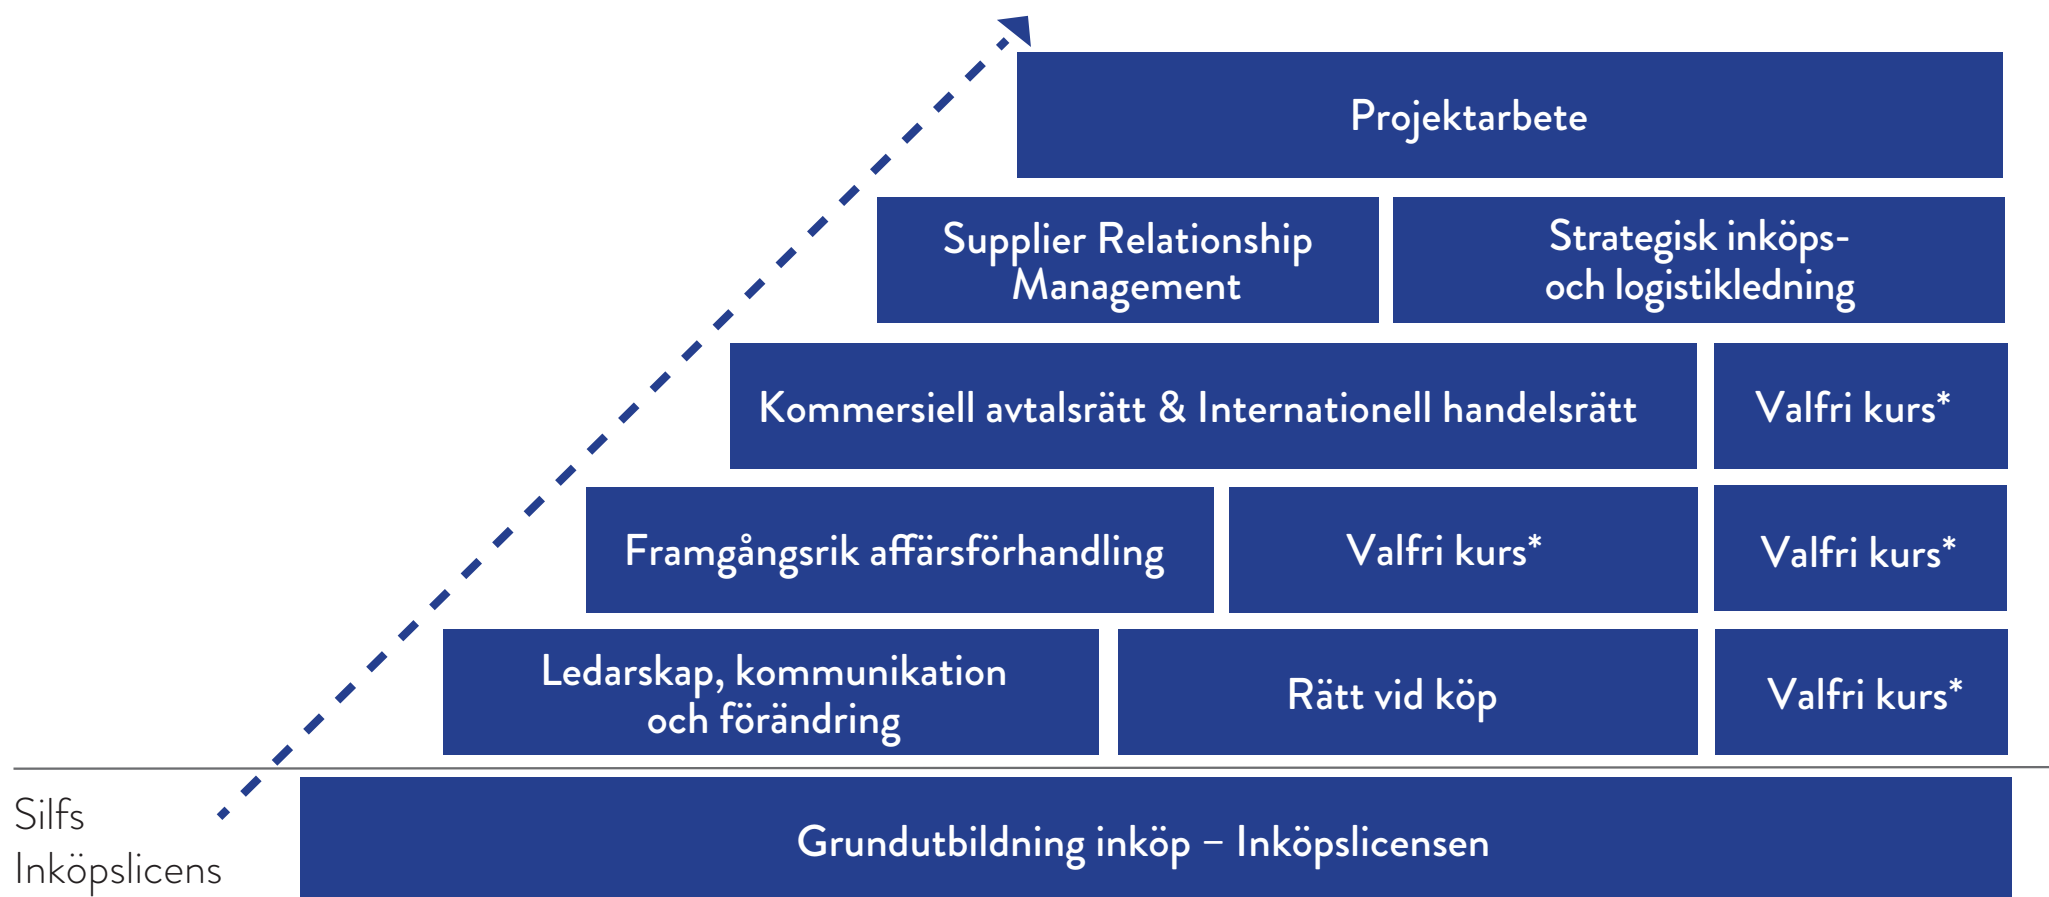 Projektarbete
Supplier Relationship
Management
Strategisk inköps-
och logistikledning
Kommersiell avtalsrätt & Internationell handelsrätt
Valfri kurs*
Framgångsrik affärsförhandling
Valfri kurs*
Valfri kurs*
Ledarskap, kommunikation
och förändring
Rätt vid köp
Valfri kurs*
Silfs
Inköpslicens
Grundutbildning inköp – Inköpslicensen